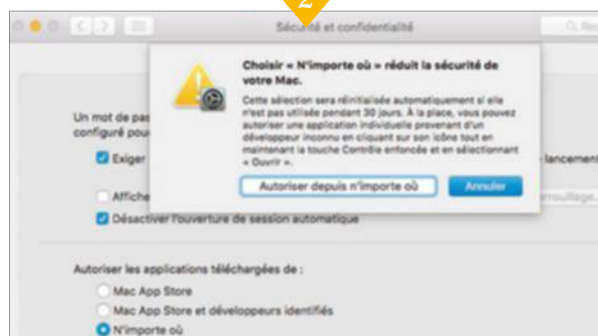 2
Sécurité et confidentialité
Choisir « N'importe où » réduit la sécurité de
votre Mac.
Cette sélection sera réinitialisée automatiquement si elle
n'est pas utilisée pendant 30 jours. À la place, vous pouvez
autoriser une application individuelle provenant d'un
développeur inconnu en cliquant sur son icône tout en
maintenant la touche Contrôle enfoncée et en sélectionnant
« Ouvrir ».
Autoriser depuis n'importe où Annuler
Un mot de pas
configuré pou
Exiger lancement
Affiche
Désactiver l'ouverture de session automatique
Autoriser les applications téléchargées de :
Mac App Store
Mac App Store et développeurs identifiés
N'importe où